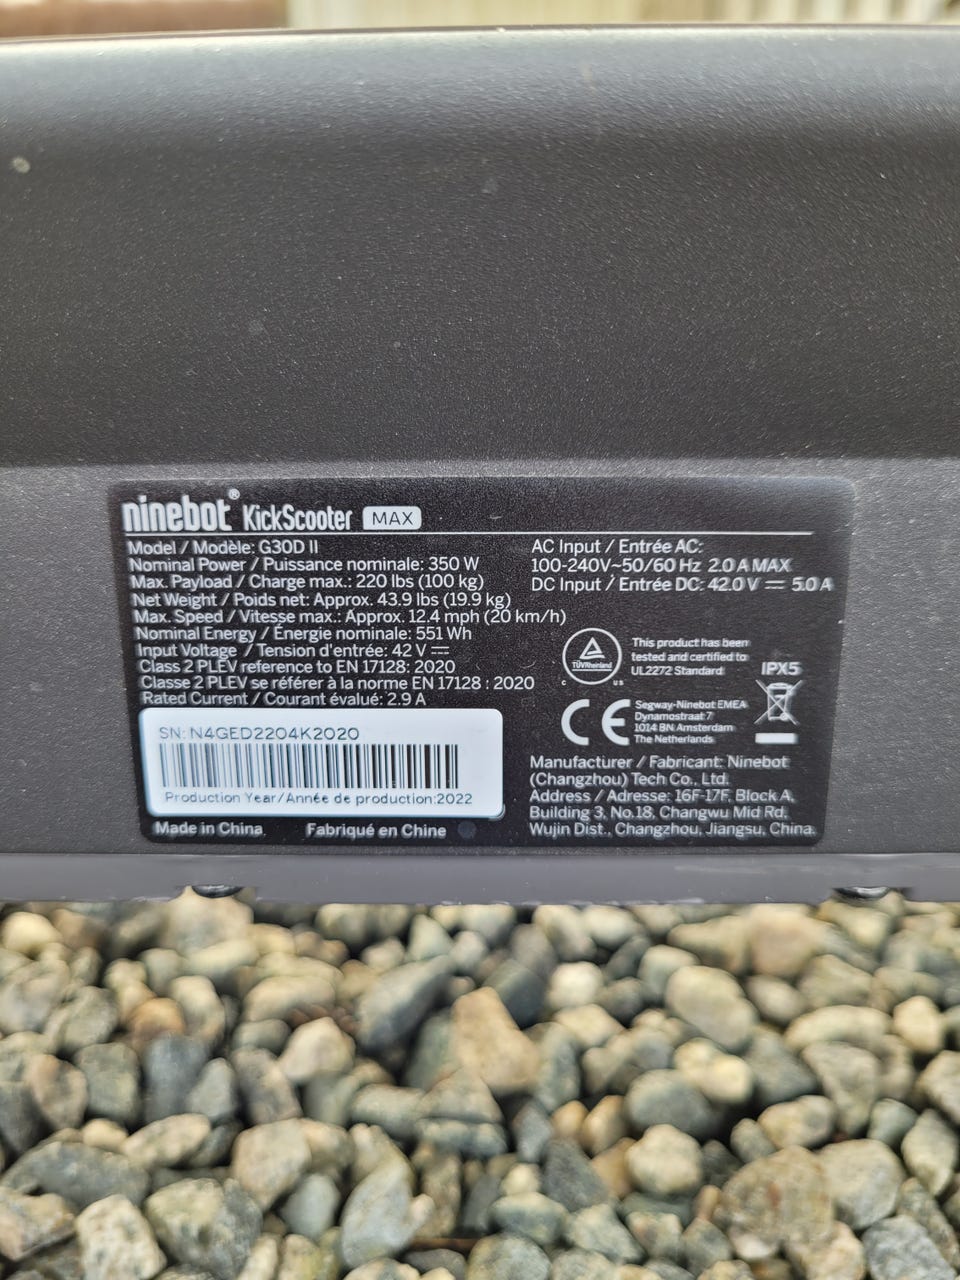 ninebot® KickScooter MAX
Model / Modèle: G30D II
Nominal Power / Puissance nominale: 350 W
Max. Payload / Charge max.: 220 lbs (100 kg)
Net Weight / Poids net: Approx. 43.9 lbs (19.9 kg)
Max. Speed / Vitesse max.: Approx. 12.4 mph (20 km/h)
Nominal Energy / Énergie nominale: 551 Wh
Input Voltage / Tension d'entrée: 42 V ⎓
Class 2 PLEV reference to EN 17128: 2020
Classe 2 PLEV se référer à la norme EN 17128 : 2020
Rated Current / Courant évalué: 2.9 A
SN: N4GED2204K2020
Production Year/Année de production:2022
Made in China Fabriqué en Chine
AC Input / Entrée AC:
100-240V~50/60 Hz 2.0 A MAX
DC Input / Entrée DC: 42.0 V ⎓ 5.0 A
TÜVRheinland
c us
This product has been
tested and certified to
UL2272 Standard
IPX5
CE
Segway-Ninebot EMEA
Dynamostraat 7
1014 BN Amsterdam
The Netherlands
Manufacturer / Fabricant: Ninebot
(Changzhou) Tech Co., Ltd.
Address / Adresse: 16F-17F, Block A,
Building 3, No.18, Changwu Mid Rd,
Wujin Dist., Changzhou, Jiangsu, China.